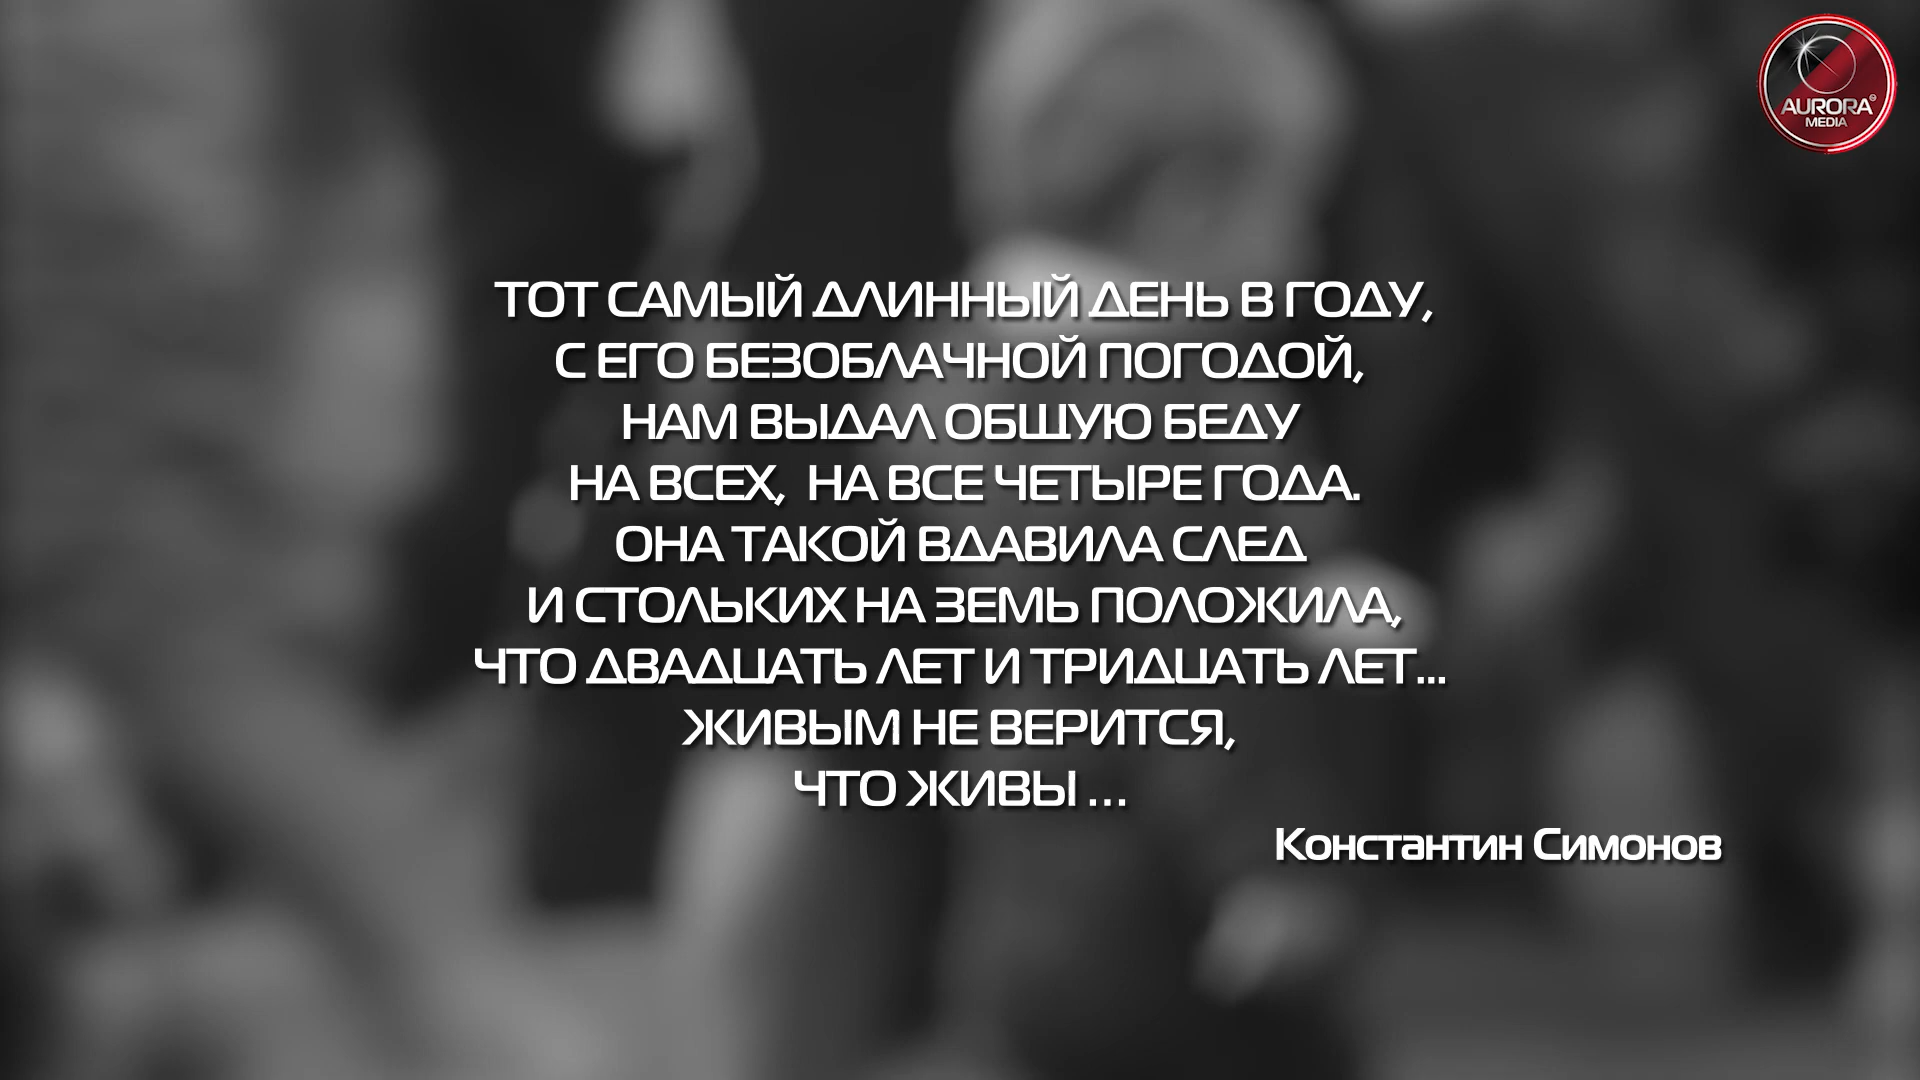 AURORA
MEDIA
ТОТ САМЫЙ ДЛИННЫЙ ДЕНЬ В ГОДУ,
С ЕГО БЕЗОБЛАЧНОЙ ПОГОДОЙ,
НАМ ВЫДАЛ ОБЩУЮ БЕДУ
НА ВСЕХ, НА ВСЕ ЧЕТЫРЕ ГОДА.
ОНА ТАКОЙ ВДАВИЛА СЛЕД
И СТОЛЬКИХ НА ЗЕМЬ ПОЛОЖИЛА,
ЧТО ДВАДЦАТЬ ЛЕТ И ТРИДЦАТЬ ЛЕТ...
ЖИВЫМ НЕ ВЕРИТСЯ,
ЧТО ЖИВЫ ...
Константин Симонов